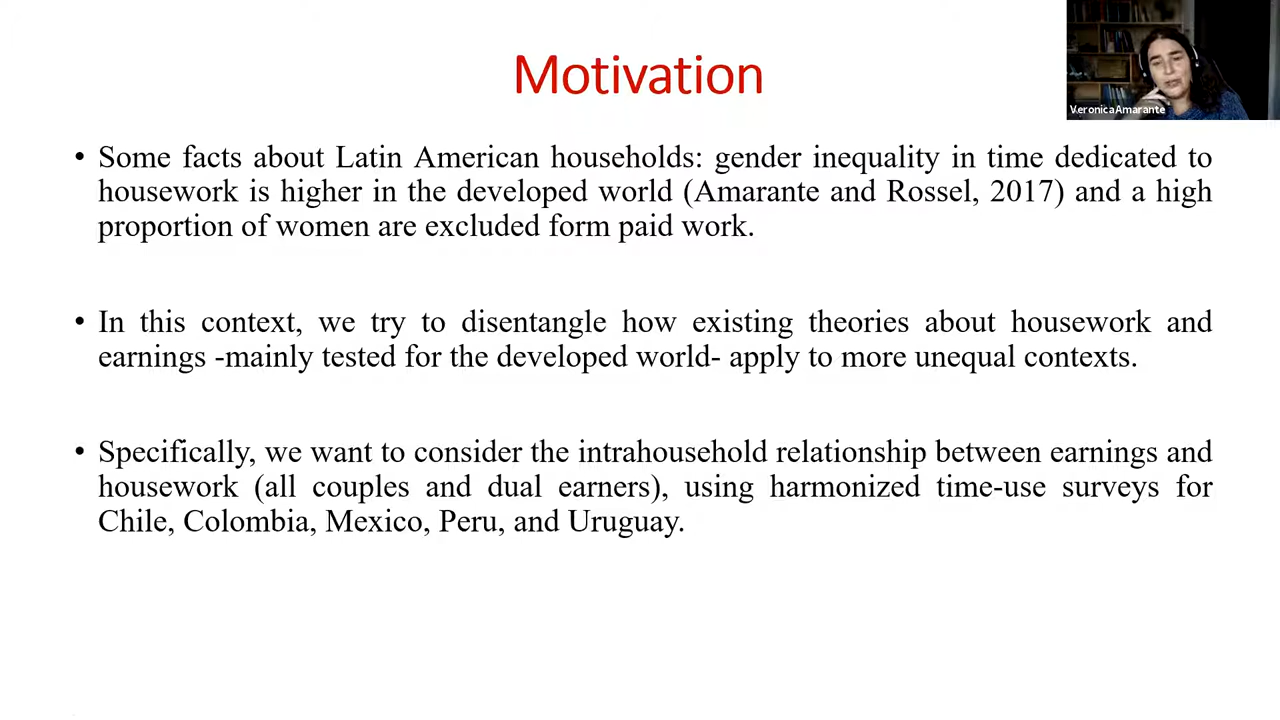 Motivation
Veronica Amarante
• Some facts about Latin American households: gender inequality in time dedicated to
housework is higher in the developed world (Amarante and Rossel, 2017) and a high
proportion of women are excluded form paid work.
• In this context, we try to disentangle how existing theories about housework and
earnings -mainly tested for the developed world- apply to more unequal contexts.
• Specifically, we want to consider the intrahousehold relationship between earnings and
housework (all couples and dual earners), using harmonized time-use surveys for
Chile, Colombia, Mexico, Peru, and Uruguay.